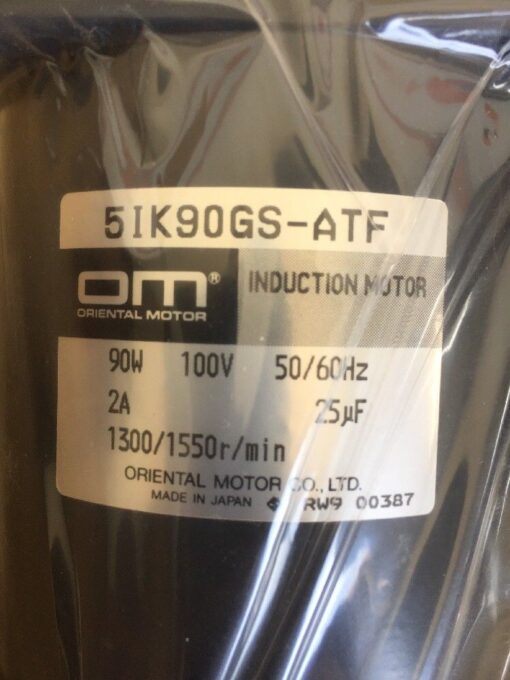 5IK90GS-ATF
om® INDUCTION MOTOR
ORIENTAL MOTOR
90W 100V 50/60Hz
2A 25μF
1300/1550r/min
ORIENTAL MOTOR CO., LTD.
MADE IN JAPAN RW9 00387